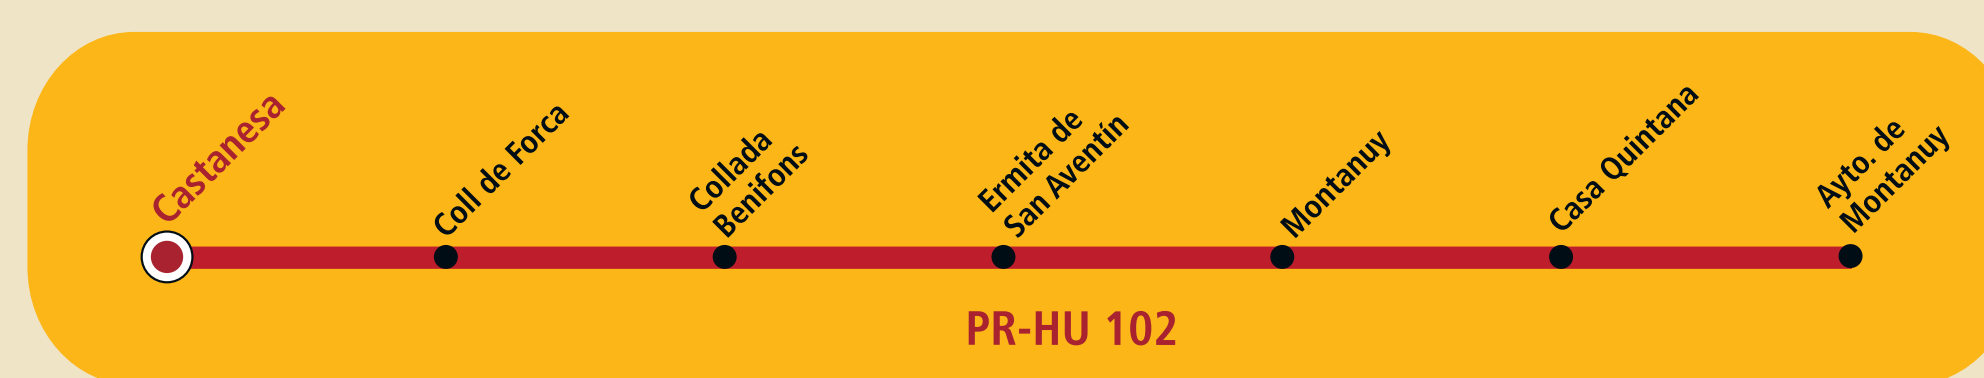 Castanesa
Coll de Forca
Collada
Benifons
Ermita de
San Aventín
Montanuy
Casa Quintana
Ayto. de
Montanuy
PR-HU 102